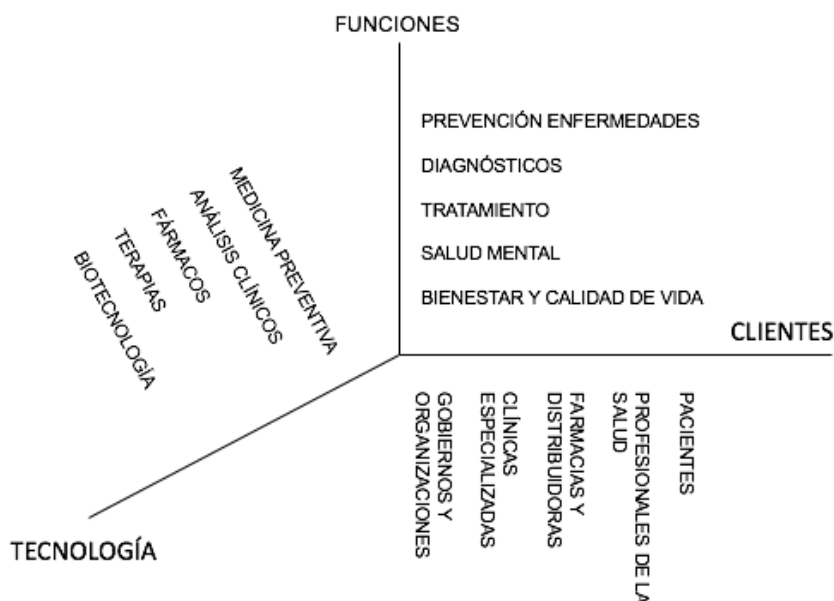 FUNCIONES
PREVENCIÓN ENFERMEDADES
DIAGNÓSTICOS
TRATAMIENTO
SALUD MENTAL
BIENESTAR Y CALIDAD DE VIDA
MEDICINA PREVENTIVA
ANÁLISIS CLÍNICOS
FÁRMACOS
TERAPIAS
BIOTECNOLOGÍA
CLIENTES
GOBIERNOS Y
ORGANIZACIONES
CLÍNICAS
ESPECIALIZADAS
FARMACIAS Y
DISTRIBUIDORAS
PROFESIONALES DE LA
SALUD
PACIENTES
TECNOLOGÍA